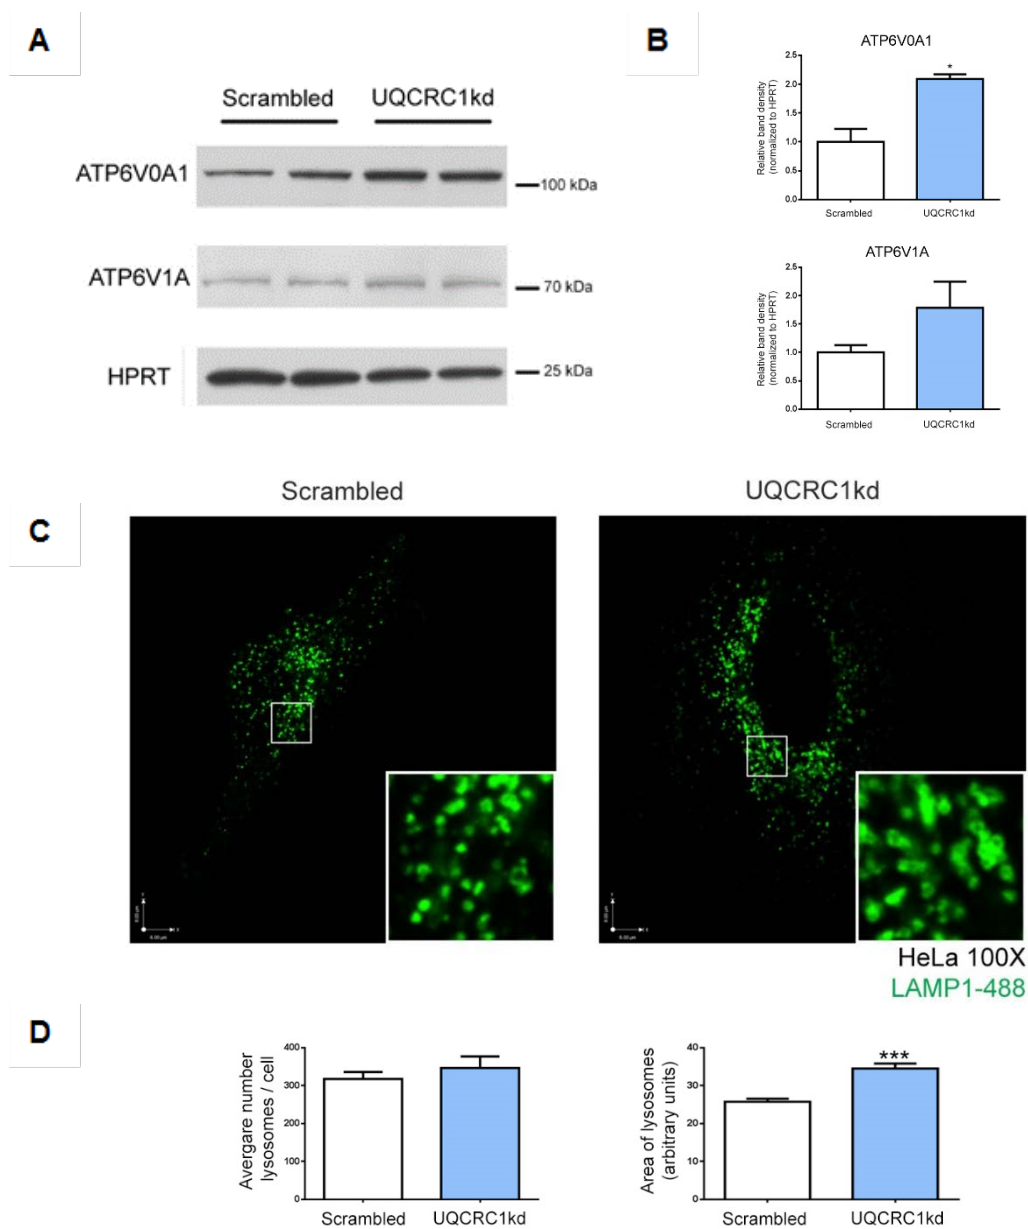 A
Scrambled UQCRC1kd
ATP6V0A1
100 kDa
ATP6V1A
70 kDa
HPRT
25 kDa
B
ATP6V0A1
Relative band density
(normalized to HPRT)
2.5
2.0
1.5
1.0
0.5
0.0
*
Scrambled UQCRC1kd
ATP6V1A
Relative band density
(normalized to HPRT)
2.5
2.0
1.5
1.0
0.5
0.0
Scrambled UQCRC1kd
C
Scrambled UQCRC1kd
HeLa 100X
LAMP1-488
D
Avergare number
lysosomes / cell
400
300
200
100
0
Scrambled UQCRC1kd
Area of lysosomes
(arbitrary units)
40
30
20
10
0
***
Scrambled UQCRC1kd